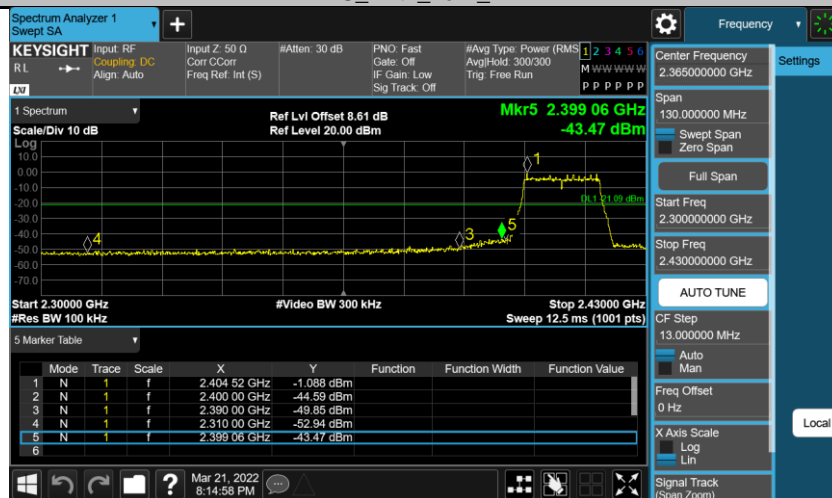 Spectrum Analyzer 1
Swept SA
Frequency
KEYSIGHT
RL
LXI
Input: RF
Coupling: DC
Align: Auto
Input Z: 50 Ω
Corr CCorr
Freq Ref: Int (S)
#Atten: 30 dB
PNO: Fast
Gate: Off
IF Gain: Low
Sig Track: Off
#Avg Type: Power (RMS
Avg|Hold: 300/300
Trig: Free Run
1 2 3 4 5 6
M W W W W W
P P P P P P
1 Spectrum
Scale/Div 10 dB
Ref Lvl Offset 8.61 dB
Ref Level 20.00 dBm
Mkr5 2.399 06 GHz
-43.47 dBm
Log
10.0
0.00
-10.0
-20.0
-30.0
-40.0
-50.0
-60.0
-70.0
1
DL1 -21.09 dBm
5
3
4
Start 2.30000 GHz
#Video BW 300 kHz
Stop 2.43000 GHz
#Res BW 100 kHz
Sweep 12.5 ms (1001 pts)
5 Marker Table
Mode Trace Scale X Y Function Function Width Function Value
1 N 1 f 2.404 52 GHz -1.088 dBm
2 N 1 f 2.400 00 GHz -44.59 dBm
3 N 1 f 2.390 00 GHz -49.85 dBm
4 N 1 f 2.310 00 GHz -52.94 dBm
5 N 1 f 2.399 06 GHz -43.47 dBm
6
Mar 21, 2022
8:14:58 PM
Center Frequency
2.365000000 GHz
Settings
Span
130.000000 MHz
Swept Span
Zero Span
Full Span
Start Freq
2.300000000 GHz
Stop Freq
2.430000000 GHz
AUTO TUNE
CF Step
13.000000 MHz
Auto
Man
Freq Offset
0 Hz
Local
X Axis Scale
Log
Lin
Signal Track
(Span Zoom)